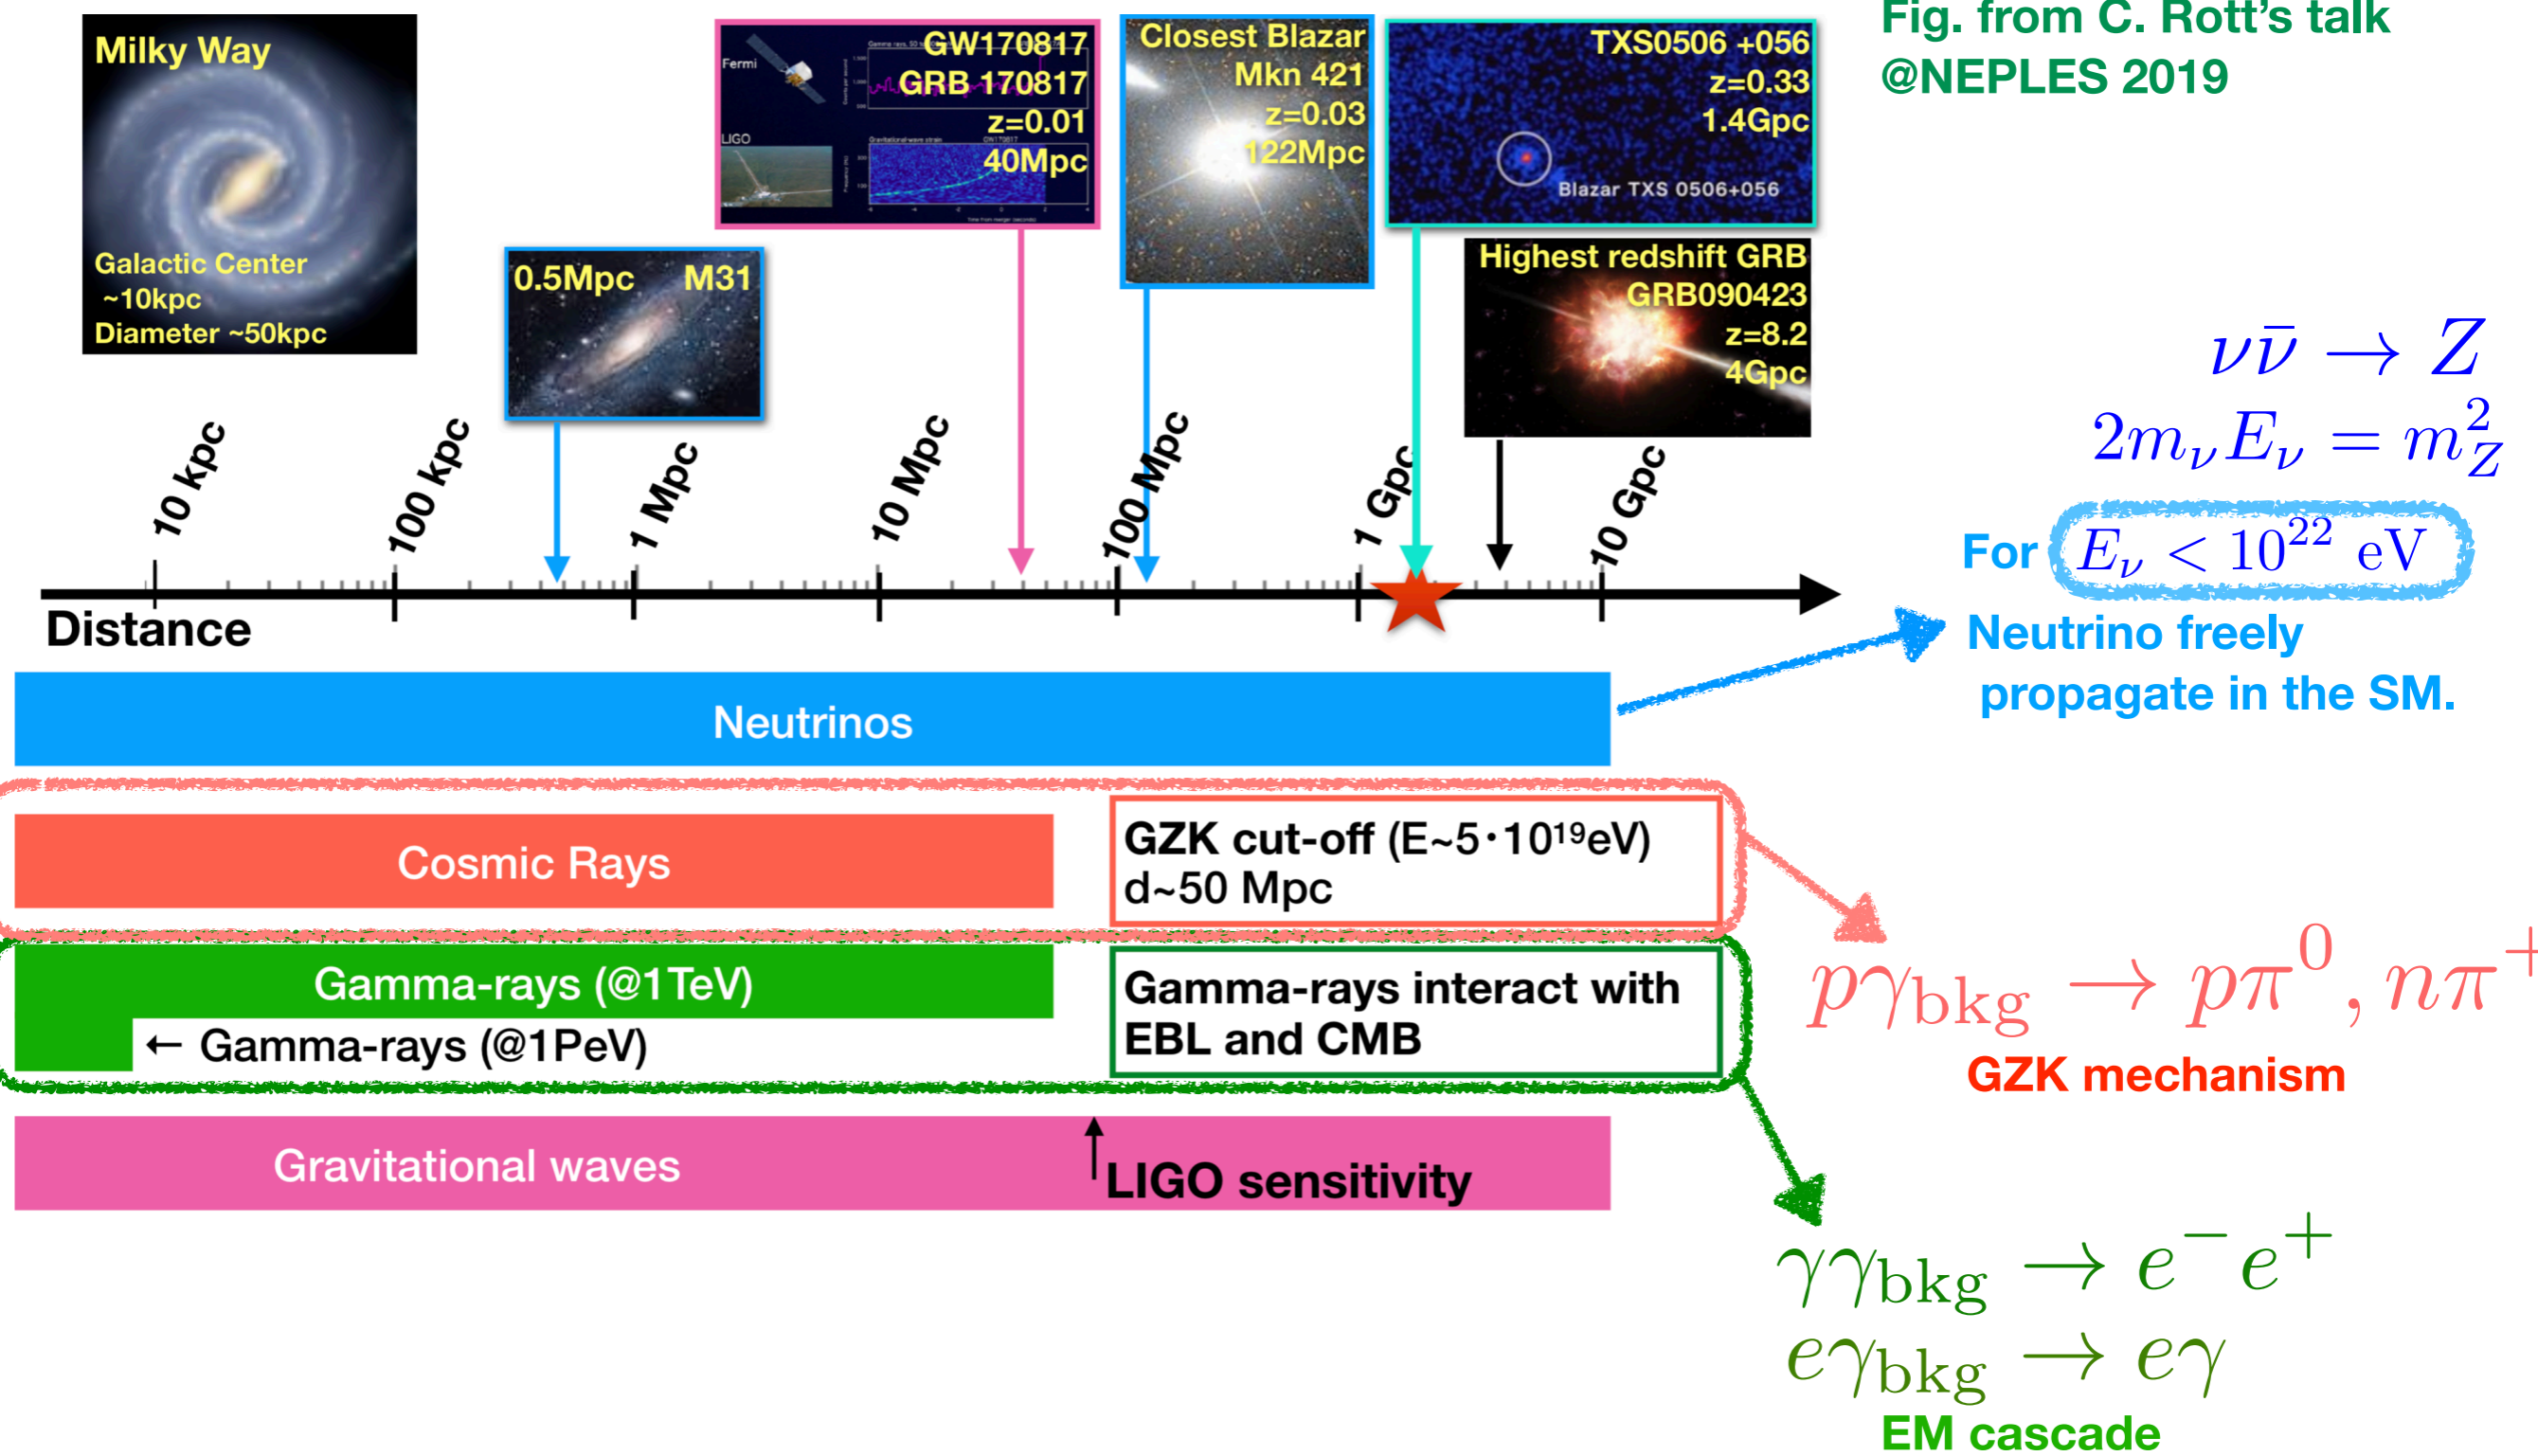 Fig. from C. Rott's talk
@NEPLES 2019
Milky Way
Galactic Center
~10kpc
Diameter ~50kpc
0.5Mpc M31
Fermi
LIGO
GW170817
GRB 170817
z=0.01
40Mpc
Closest Blazar
Mkn 421
z=0.03
122Mpc
TXS0506 +056
z=0.33
1.4Gpc
Blazar TXS 0506+056
Highest redshift GRB
GRB090423
z=8.2
4Gpc
10 kpc
100 kpc
1 Mpc
10 Mpc
100 Mpc
1 Gpc
10 Gpc
Distance
νν̄ → Z
2m_νE_ν = m_Z^2
For E_ν < 10^22 eV
Neutrino freely
propagate in the SM.
Neutrinos
Cosmic Rays
GZK cut-off (E~5·10¹⁹eV)
d~50 Mpc
Gamma-rays (@1TeV)
← Gamma-rays (@1PeV)
Gamma-rays interact with
EBL and CMB
pγ_bkg → pπ^0, nπ^+
GZK mechanism
Gravitational waves
LIGO sensitivity
γγ_bkg → e^−e^+
eγ_bkg → eγ
EM cascade